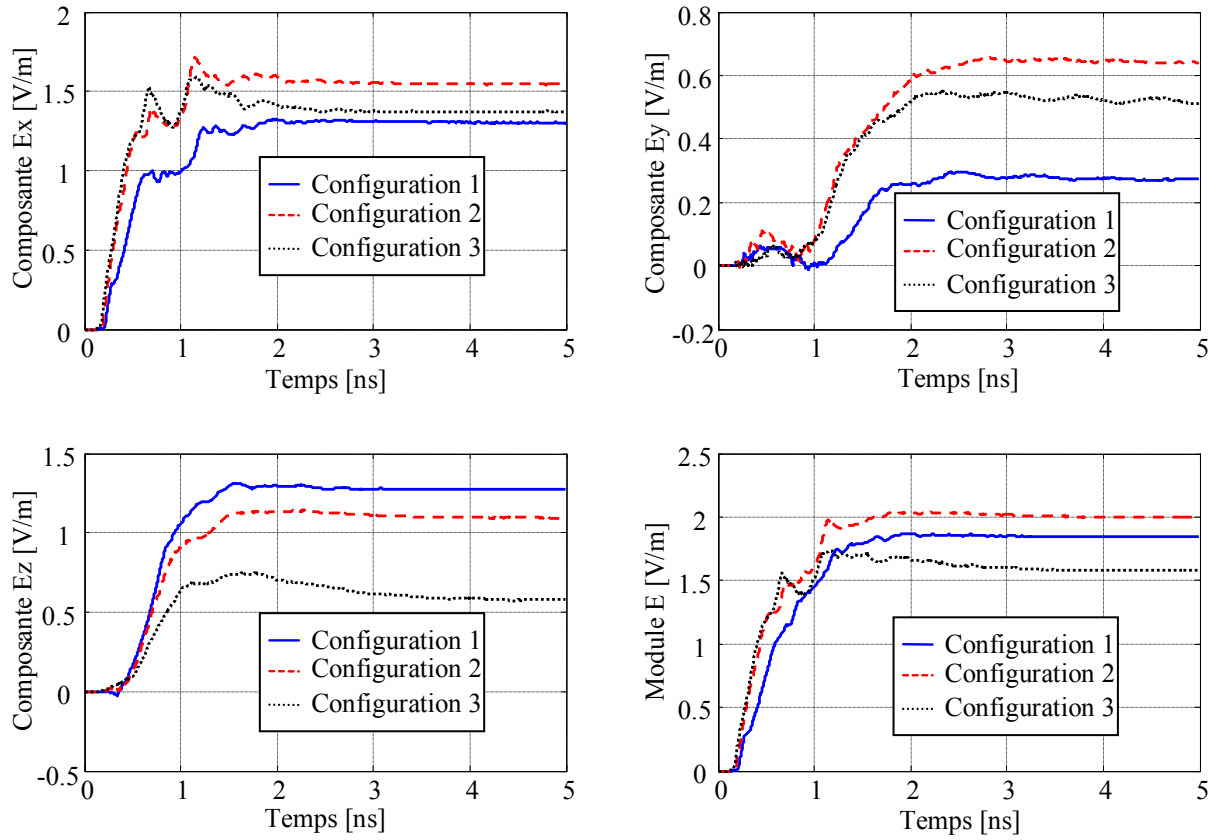 Composante Ex [V/m]
2
1.5
1
0.5
0
0 1 2 3 4 5
Temps [ns]
Configuration 1
Configuration 2
Configuration 3
Composante Ey [V/m]
0.8
0.6
0.4
0.2
0
-0.2
0 1 2 3 4 5
Temps [ns]
Configuration 1
Configuration 2
Configuration 3
Composante Ez [V/m]
1.5
1
0.5
0
-0.5
0 1 2 3 4 5
Temps [ns]
Configuration 1
Configuration 2
Configuration 3
Module E [V/m]
2.5
2
1.5
1
0.5
0
0 1 2 3 4 5
Temps [ns]
Configuration 1
Configuration 2
Configuration 3